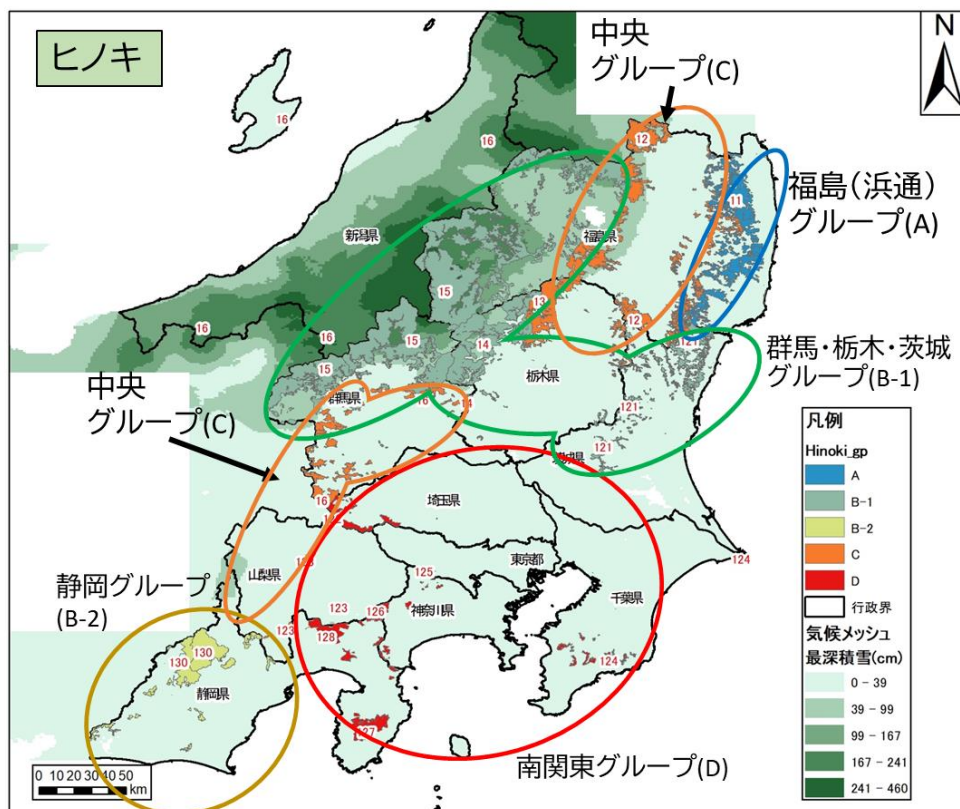 ヒノキ
中央
グループ(C)
N
福島(浜通)
グループ(A)
16
16
12
11
新潟県
福島県
15
13
12
16
16
15
14
121
15
群馬・栃木・茨城
グループ(B-1)
栃木県
群馬県
16
14
中央
グループ(C)
121
121
16
埼玉県
山梨県
東京都
124
125
千葉県
静岡グループ
(B-2)
123
126
神奈川県
123
128
124
130
130
静岡県
127
南関東グループ(D)
0 10 20 30 40 50
km
凡例
Hinoki_gp
A
B-1
B-2
C
D
行政界
気候メッシュ
最深積雪(cm)
0 - 39
39 - 99
99 - 167
167 - 241
241 - 460